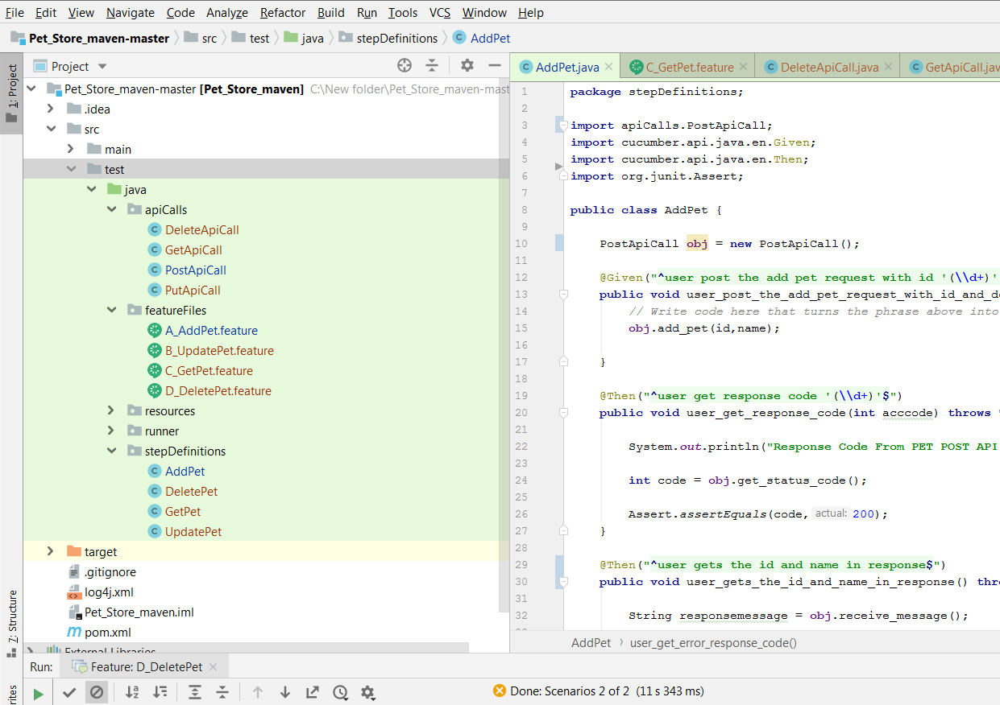 File Edit View Navigate Code Analyze Refactor Build Run Tools VCS Window Help
Pet_Store_maven-master src test java stepDefinitions AddPet
1: Project
7: Structure
Project
Pet_Store_maven-master [Pet_Store_maven] C:\New folder\Pet_Store_maven-mast
.idea
src
main
test
java
apiCalls
DeleteApiCall
GetApiCall
PostApiCall
PutApiCall
featureFiles
A_AddPet.feature
B_UpdatePet.feature
C_GetPet.feature
D_DeletePet.feature
resources
runner
stepDefinitions
AddPet
DeletePet
GetPet
UpdatePet
target
.gitignore
log4j.xml
Pet_Store_maven.iml
pom.xml
External Libraries
AddPet.java C_GetPet.feature DeleteApiCall.java GetApiCall.jav
1 package stepDefinitions;
2
3 import apiCalls.PostApiCall;
4 import cucumber.api.java.en.Given;
5 import cucumber.api.java.en.Then;
6 import org.junit.Assert;
7
8 public class AddPet {
9
10 PostApiCall obj = new PostApiCall();
11
12 @Given("^user post the add pet request with id '(\\d+)'
13 public void user_post_the_add_pet_request_with_id_and_de
14 // Write code here that turns the phrase above into
15 obj.add_pet(id,name);
16
17 }
18
19 @Then("^user get response code '(\\d+)'$")
20 public void user_get_response_code(int acccode) throws
21
22 System.out.println("Response Code From PET POST API
23
24 int code = obj.get_status_code();
25
26 Assert.assertEquals(code, actual: 200);
27 }
28
29 @Then("^user gets the id and name in response$")
30 public void user_gets_the_id_and_name_in_response() thro
31
32 String responsemessage = obj.receive_message();
AddPet › user_get_error_response_code()
Run: Feature: D_DeletePet
rites
Done: Scenarios 2 of 2 (11 s 343 ms)